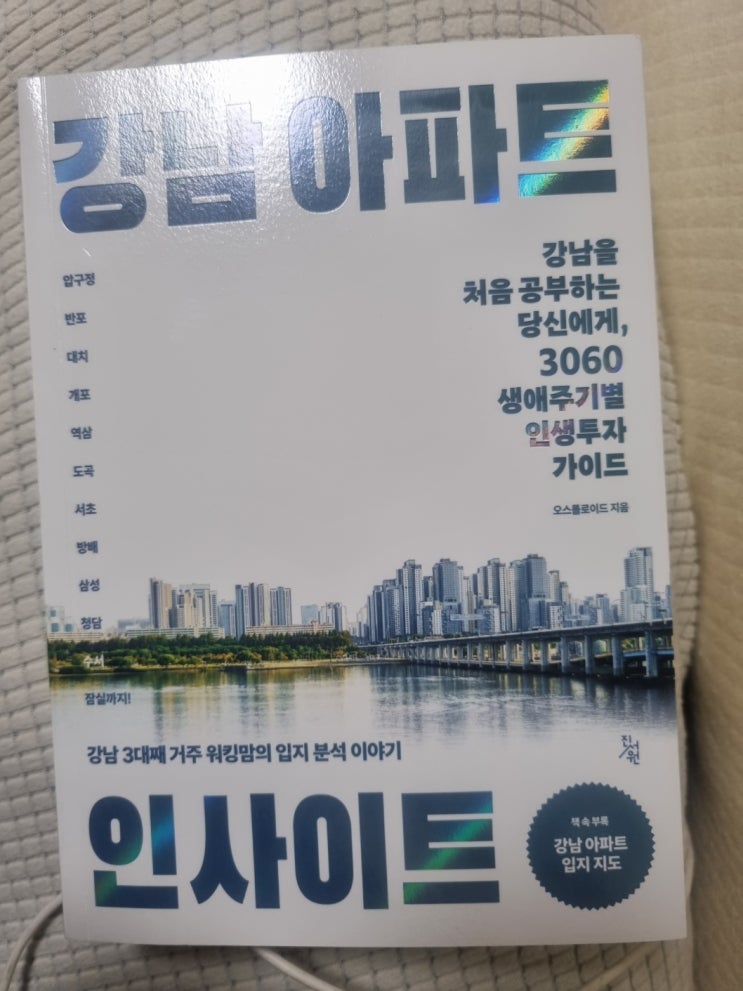 강남 아파트
강남을
처음 공부하는
당신에게,
3060
생애주기별
인생투자
가이드
오스틀로이드 지음
압구정
반포
대치
개포
역삼
도곡
서초
방배
삼성
청담
수서
잠실까지!
강남 3대째 거주 워킹맘의 입지 분석 이야기
진서원
인사이트
책 속 부록
강남 아파트
입지 지도